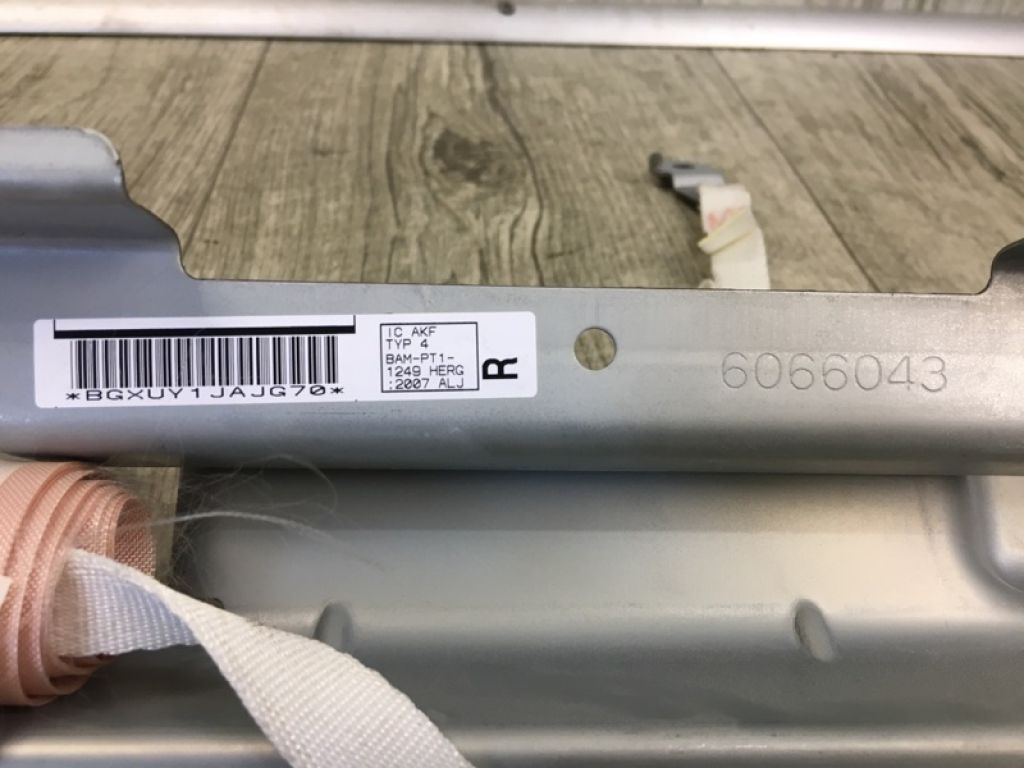 *BGXUY1JAJG70*
IC AKF
TYP 4
BAM-PT1-
1249 HERG
:2007 ALJ
R
6066043